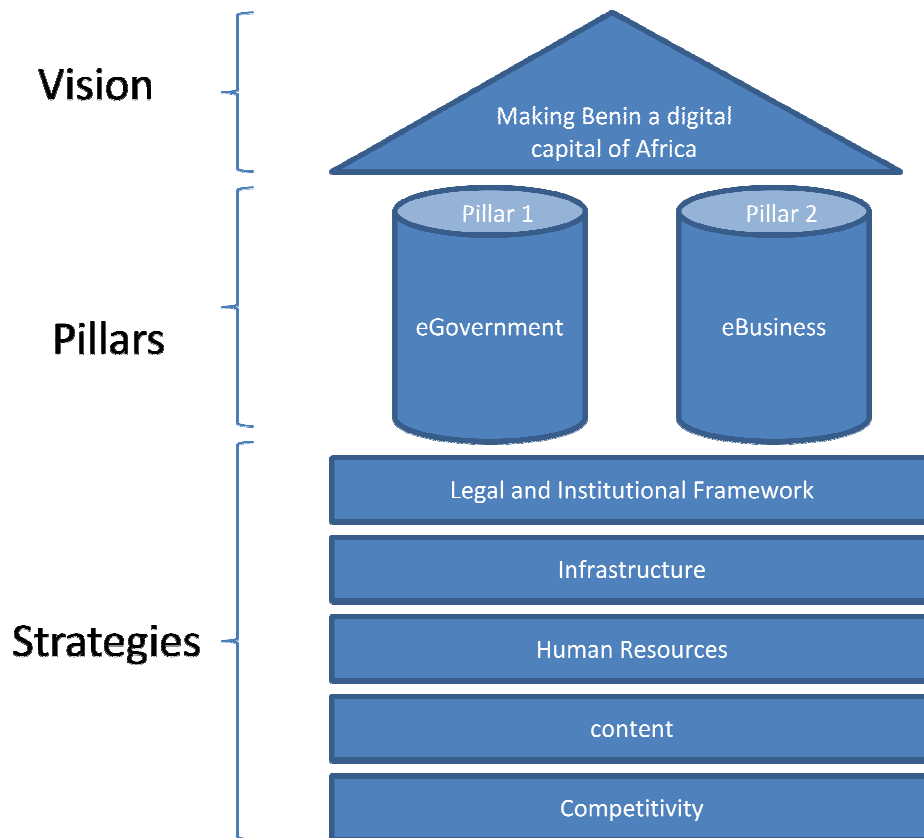 Vision
Making Benin a digital
capital of Africa
Pillars
Pillar 1
eGovernment
Pillar 2
eBusiness
Strategies
Legal and Institutional Framework
Infrastructure
Human Resources
content
Competitivity